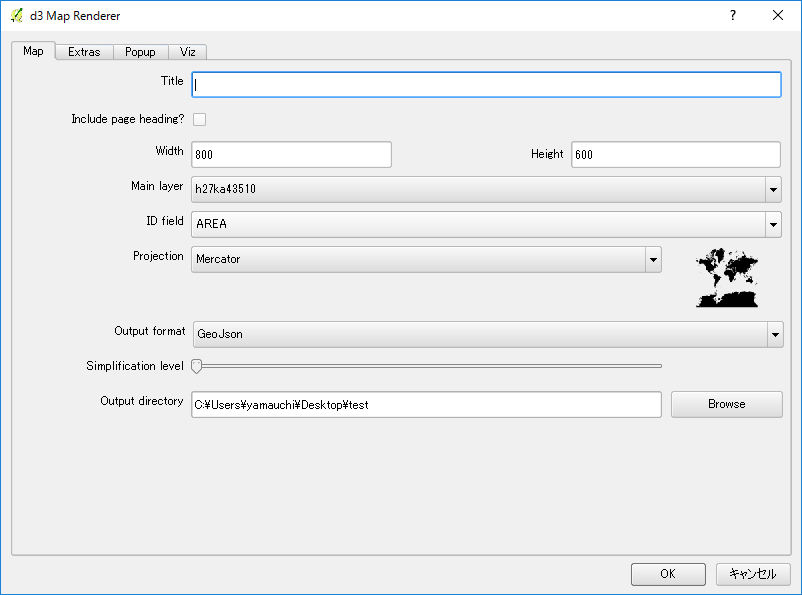 d3 Map Renderer
?
Map Extras Popup Viz
Title
Include page heading?
Width 800 Height 600
Main layer h27ka43510
ID field AREA
Projection Mercator
Output format GeoJson
Simplification level
Output directory C:¥Users¥yamauchi¥Desktop¥test Browse
OK キャンセル